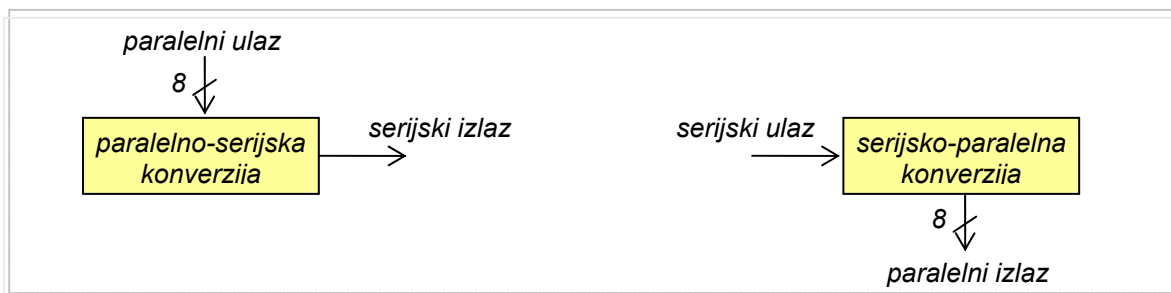 paralelni ulaz
8
paralelno-serijska
konverzija
serijski izlaz
serijski ulaz
serijsko-paralelna
konverzija
8
paralelni izlaz